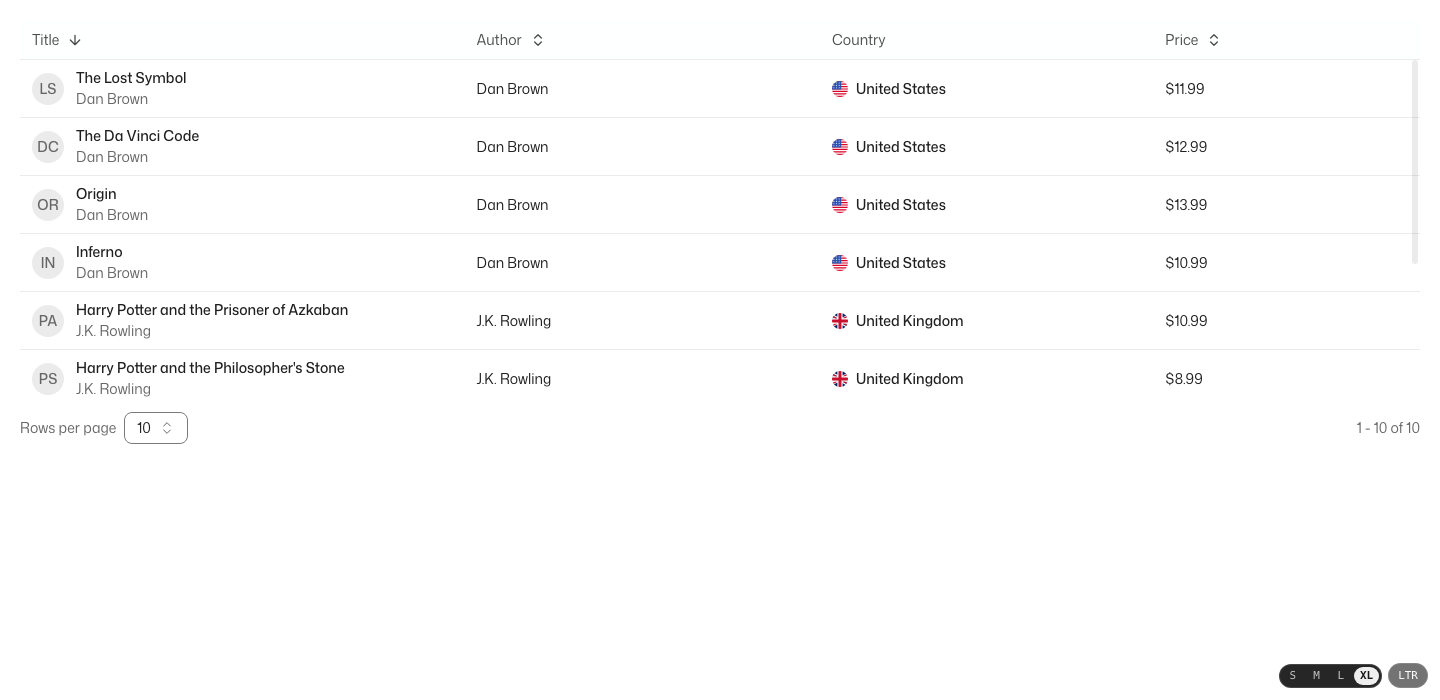 Title Author Country Price
LS The Lost Symbol Dan Brown United States $11.99
Dan Brown
DC The Da Vinci Code Dan Brown United States $12.99
Dan Brown
OR Origin Dan Brown United States $13.99
Dan Brown
IN Inferno Dan Brown United States $10.99
Dan Brown
PA Harry Potter and the Prisoner of Azkaban J.K. Rowling United Kingdom $10.99
J.K. Rowling
PS Harry Potter and the Philosopher's Stone J.K. Rowling United Kingdom $8.99
J.K. Rowling
Rows per page 10 1 - 10 of 10
S M L XL LTR